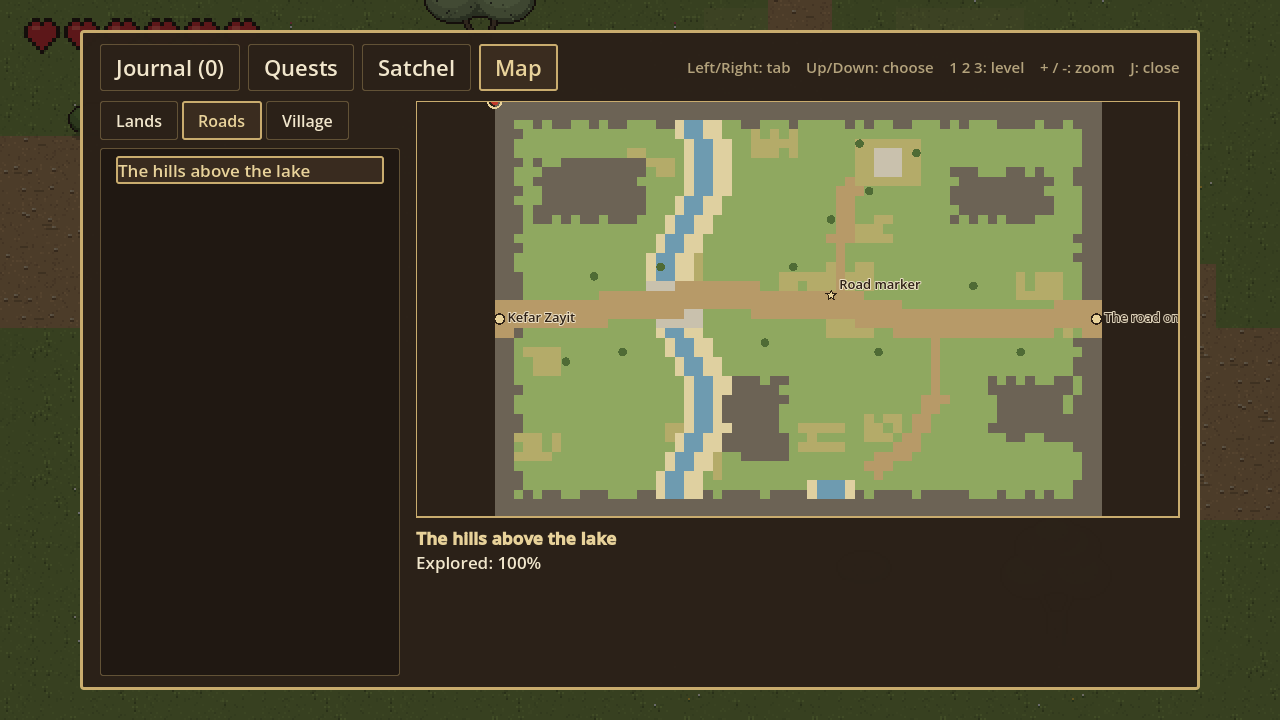 Journal (0) Quests Satchel Map Left/Right: tab Up/Down: choose 1 2 3: level + / -: zoom J: close
Lands Roads Village
The hills above the lake
Road marker
Kefar Zayit
The road on
The hills above the lake
Explored: 100%